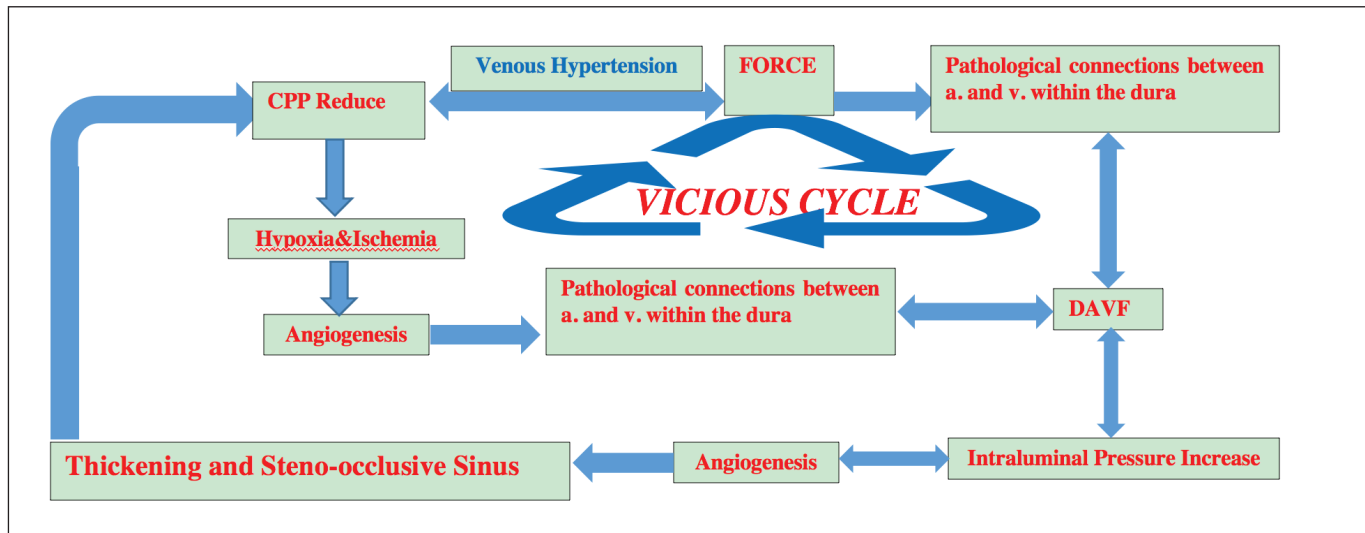 Venous Hypertension
FORCE
Pathological connections between
a. and v. within the dura
CPP Reduce
VICIOUS CYCLE
Hypoxia&Ischemia
Pathological connections between
a. and v. within the dura
DAVF
Angiogenesis
Thickening and Steno-occlusive Sinus
Angiogenesis
Intraluminal Pressure Increase